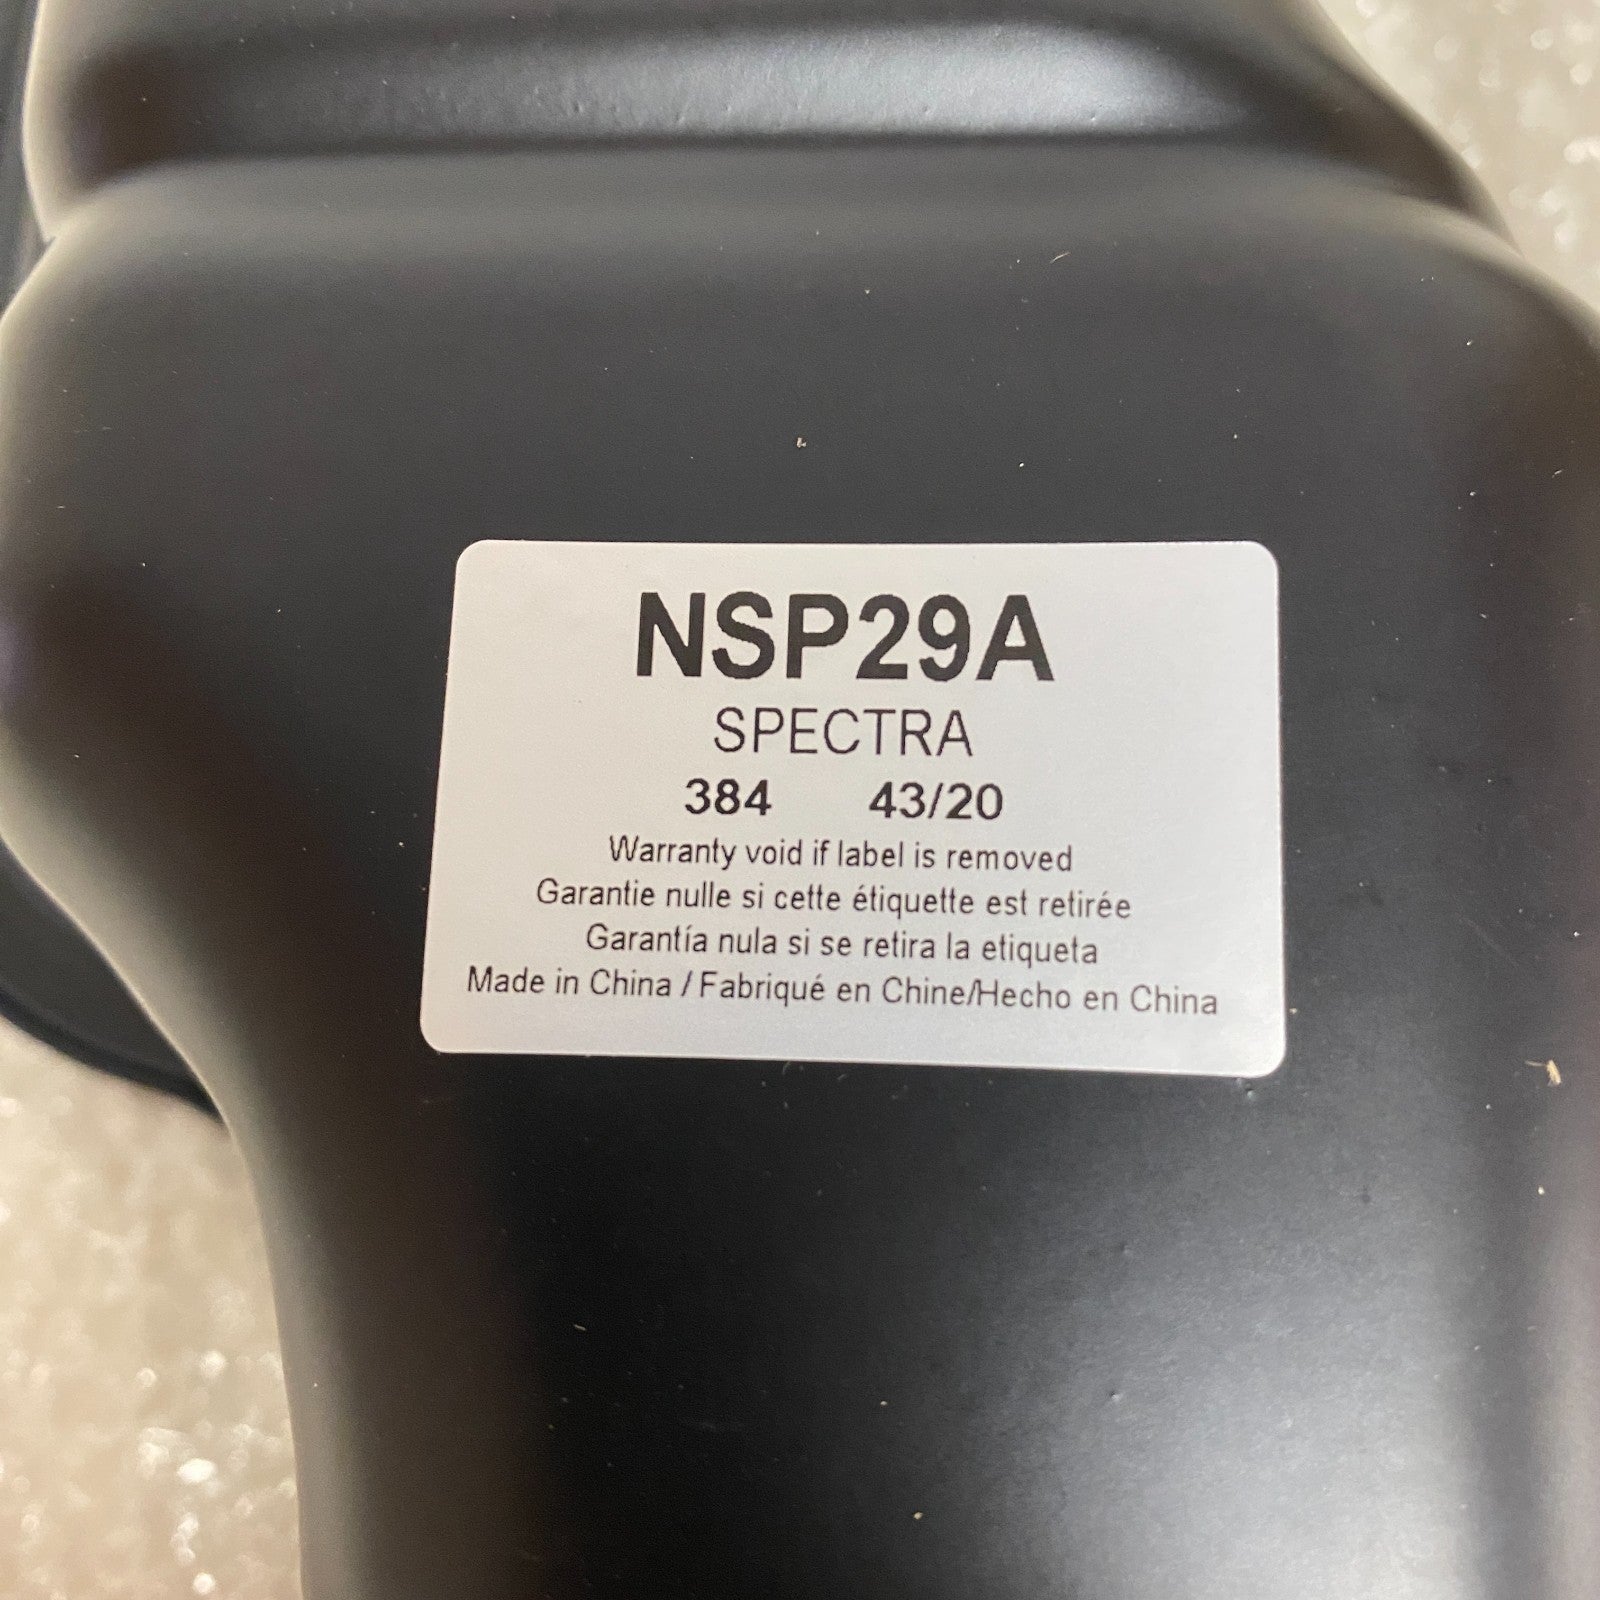 NSP29A
SPECTRA
384 43/20
Warranty void if label is removed
Garantie nulle si cette étiquette est retirée
Garantía nula si se retira la etiqueta
Made in China / Fabriqué en Chine/Hecho en China